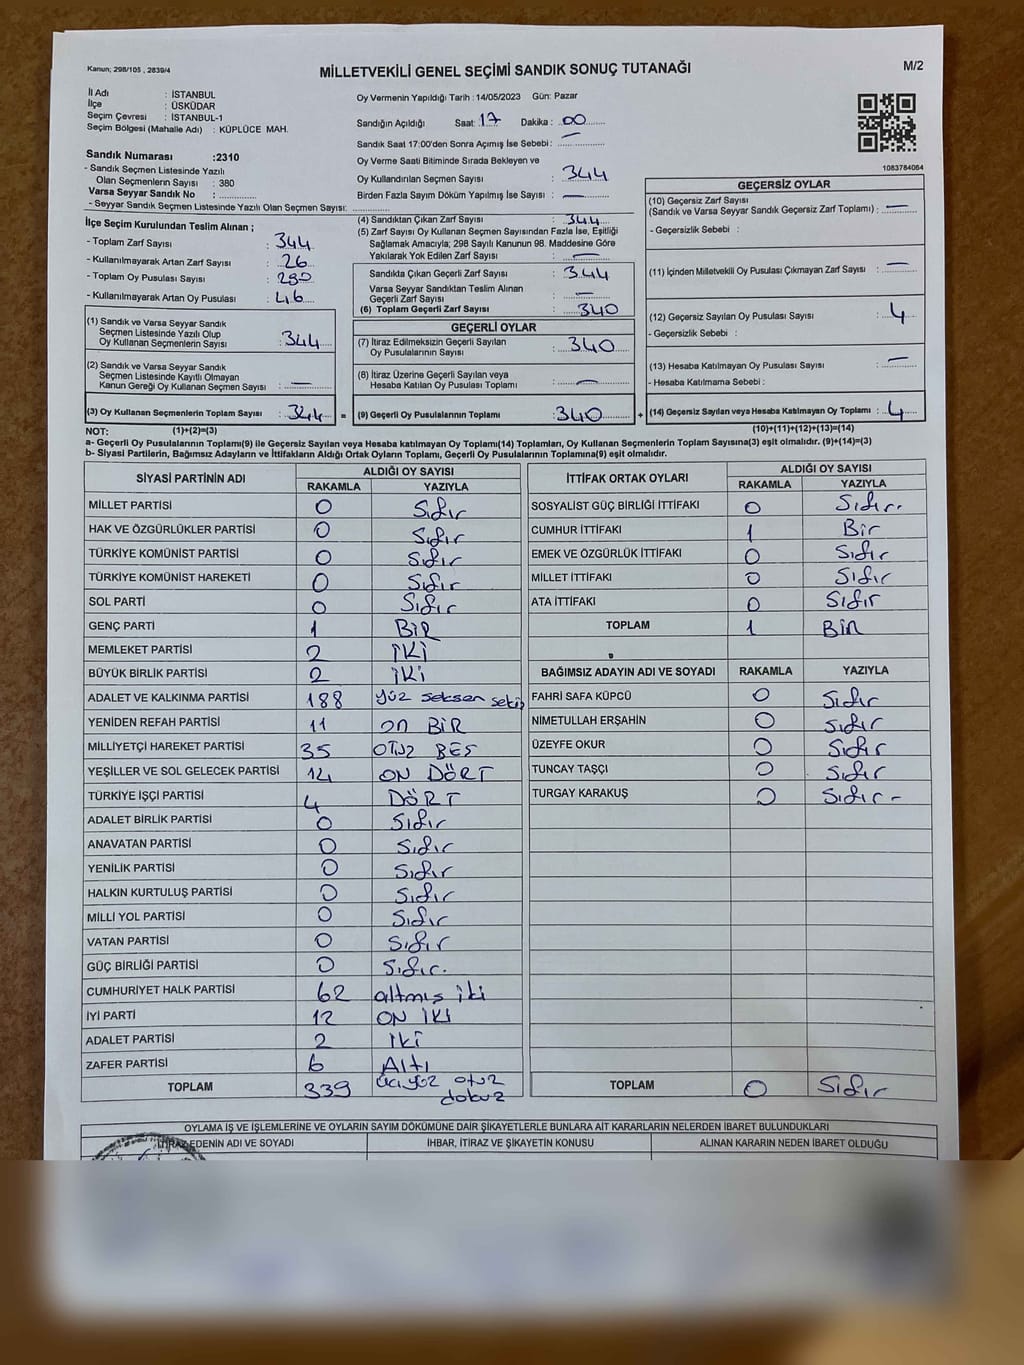 Kanun; 298/105 , 2839/4
MİLLETVEKİLİ GENEL SEÇİMİ SANDIK SONUÇ TUTANAĞI
M/2
İl Adı : İSTANBUL
İlçe : ÜSKÜDAR
Seçim Çevresi : İSTANBUL-1
Seçim Bölgesi (Mahalle Adı) : KÜPLÜCE MAH.
Sandık Numarası :2310
- Sandık Seçmen Listesinde Yazılı
Olan Seçmenlerin Sayısı : 380
Varsa Seyyar Sandık No :
- Seyyar Sandık Seçmen Listesinde Yazılı Olan Seçmen Sayısı:
Oy Vermenin Yapıldığı Tarih : 14/05/2023 Gün: Pazar
Sandığın Açıldığı Saat: 17 Dakika : 00
Sandık Saat 17:00'den Sonra Açımış İse Sebebi : —
Oy Verme Saati Bitiminde Sırada Bekleyen ve
Oy Kullandırılan Seçmen Sayısı : 344
Birden Fazla Sayım Döküm Yapılmış İse Sayısı : —
1083784084
İlçe Seçim Kurulundan Teslim Alınan ;
- Toplam Zarf Sayısı : 344
- Kullanılmayarak Artan Zarf Sayısı : 26
- Toplam Oy Pusulası Sayısı :
- Kullanılmayarak Artan Oy Pusulası : 46
(4) Sandıktan Çıkan Zarf Sayısı : 344
(5) Zarf Sayısı Oy Kullanan Seçmen Sayısından Fazla İse, Eşitliği
Sağlamak Amacıyla; 298 Sayılı Kanunun 98. Maddesine Göre
Yakılarak Yok Edilen Zarf Sayısı : —
Sandıkta Çıkan Geçerli Zarf Sayısı : 344
Varsa Seyyar Sandıktan Teslim Alınan
Geçerli Zarf Sayısı : —
(6) Toplam Geçerli Zarf Sayısı : 340
GEÇERSİZ OYLAR
(10) Geçersiz Zarf Sayısı
(Sandık ve Varsa Seyyar Sandık Geçersiz Zarf Toplamı) : —
- Geçersizlik Sebebi :
(11) İçinden Milletvekili Oy Pusulası Çıkmayan Zarf Sayısı : —
(12) Geçersiz Sayılan Oy Pusulası Sayısı : 4
- Geçersizlik Sebebi :
(13) Hesaba Katılmayan Oy Pusulası Sayısı : —
- Hesaba Katılmama Sebebi :
(1) Sandık ve Varsa Seyyar Sandık
Seçmen Listesinde Yazılı Olup
Oy Kullanan Seçmenlerin Sayısı : 344
(2) Sandık ve Varsa Seyyar Sandık
Seçmen Listesinde Kayıtlı Olmayan
Kanun Gereği Oy Kullanan Seçmen Sayısı : —
GEÇERLİ OYLAR
(7) İtiraz Edilmeksizin Geçerli Sayılan
Oy Pusulalarının Sayısı : 340
(8) İtiraz Üzerine Geçerli Sayılan veya
Hesaba Katılan Oy Pusulası Toplamı : —
(3) Oy Kullanan Seçmenlerin Toplam Sayısı : 344 = (9) Geçerli Oy Pusulalarının Toplamı : 340 + (14) Geçersiz Sayılan veya Hesaba Katılmayan Oy Toplamı : 4
NOT: (1)+(2)=(3) (10)+(11)+(12)+(13)=(14)
a- Geçerli Oy Pusulalarının Toplamı(9) ile Geçersiz Sayılan veya Hesaba katılmayan Oy Toplamı(14) Toplamları, Oy Kullanan Seçmenlerin Toplam Sayısına(3) eşit olmalıdır. (9)+(14)=(3)
b- Siyasi Partilerin, Bağımsız Adayların ve İttifakların Aldığı Ortak Oyların Toplamı, Geçerli Oy Pusulalarının Toplamına(9) eşit olmalıdır.
SİYASİ PARTİNİN ADI ALDIĞI OY SAYISI
RAKAMLA YAZIYLA
MİLLET PARTİSİ 0 Sıfır
HAK VE ÖZGÜRLÜKLER PARTİSİ 0 Sıfır
TÜRKİYE KOMÜNİST PARTİSİ 0 Sıfır
TÜRKİYE KOMÜNİST HAREKETİ 0 Sıfır
SOL PARTİ 0 Sıfır
GENÇ PARTİ 1 BİR
MEMLEKET PARTİSİ 2 İKİ
BÜYÜK BİRLİK PARTİSİ 2 İKİ
ADALET VE KALKINMA PARTİSİ 188 yüz seksen sekiz
YENİDEN REFAH PARTİSİ 11 on BİR
MİLLİYETÇİ HAREKET PARTİSİ 35 OTUZ BEŞ
YEŞİLLER VE SOL GELECEK PARTİSİ 14 ON DÖRT
TÜRKİYE İŞÇİ PARTİSİ 4 DÖRT
ADALET BİRLİK PARTİSİ 0 Sıfır
ANAVATAN PARTİSİ 0 Sıfır
YENİLİK PARTİSİ 0 Sıfır
HALKIN KURTULUŞ PARTİSİ 0 Sıfır
MİLLİ YOL PARTİSİ 0 Sıfır
VATAN PARTİSİ 0 Sıfır
GÜÇ BİRLİĞİ PARTİSİ 0 Sıfır.
CUMHURİYET HALK PARTİSİ 62 altmış iki
İYİ PARTİ 12 ON İKİ
ADALET PARTİSİ 2 İKİ
ZAFER PARTİSİ 6 Altı
TOPLAM 339 üçyüz otuz dokuz
İTTİFAK ORTAK OYLARI ALDIĞI OY SAYISI
RAKAMLA YAZIYLA
SOSYALİST GÜÇ BİRLİĞİ İTTİFAKI 0 Sıfır.
CUMHUR İTTİFAKI 1 Bir
EMEK VE ÖZGÜRLÜK İTTİFAKI 0 Sıfır
MİLLET İTTİFAKI 0 Sıfır
ATA İTTİFAKI 0 Sıfır
TOPLAM 1 BİR
BAĞIMSIZ ADAYIN ADI VE SOYADI RAKAMLA YAZIYLA
FAHRİ SAFA KÜPCÜ 0 Sıfır
NİMETULLAH ERŞAHİN 0 Sıfır
ÜZEYFE OKUR 0 Sıfır
TUNCAY TAŞÇI 0 Sıfır
TURGAY KARAKUŞ 0 Sıfır -
TOPLAM 0 Sıfır
OYLAMA İŞ VE İŞLEMLERİNE VE OYLARIN SAYIM DÖKÜMÜNE DAİR ŞİKAYETLERLE BUNLARA AİT KARARLARIN NELERDEN İBARET BULUNDUKLARI
İTİRAZ EDENİN ADI VE SOYADI İHBAR, İTİRAZ VE ŞİKAYETİN KONUSU ALINAN KARARIN NEDEN İBARET OLDUĞU